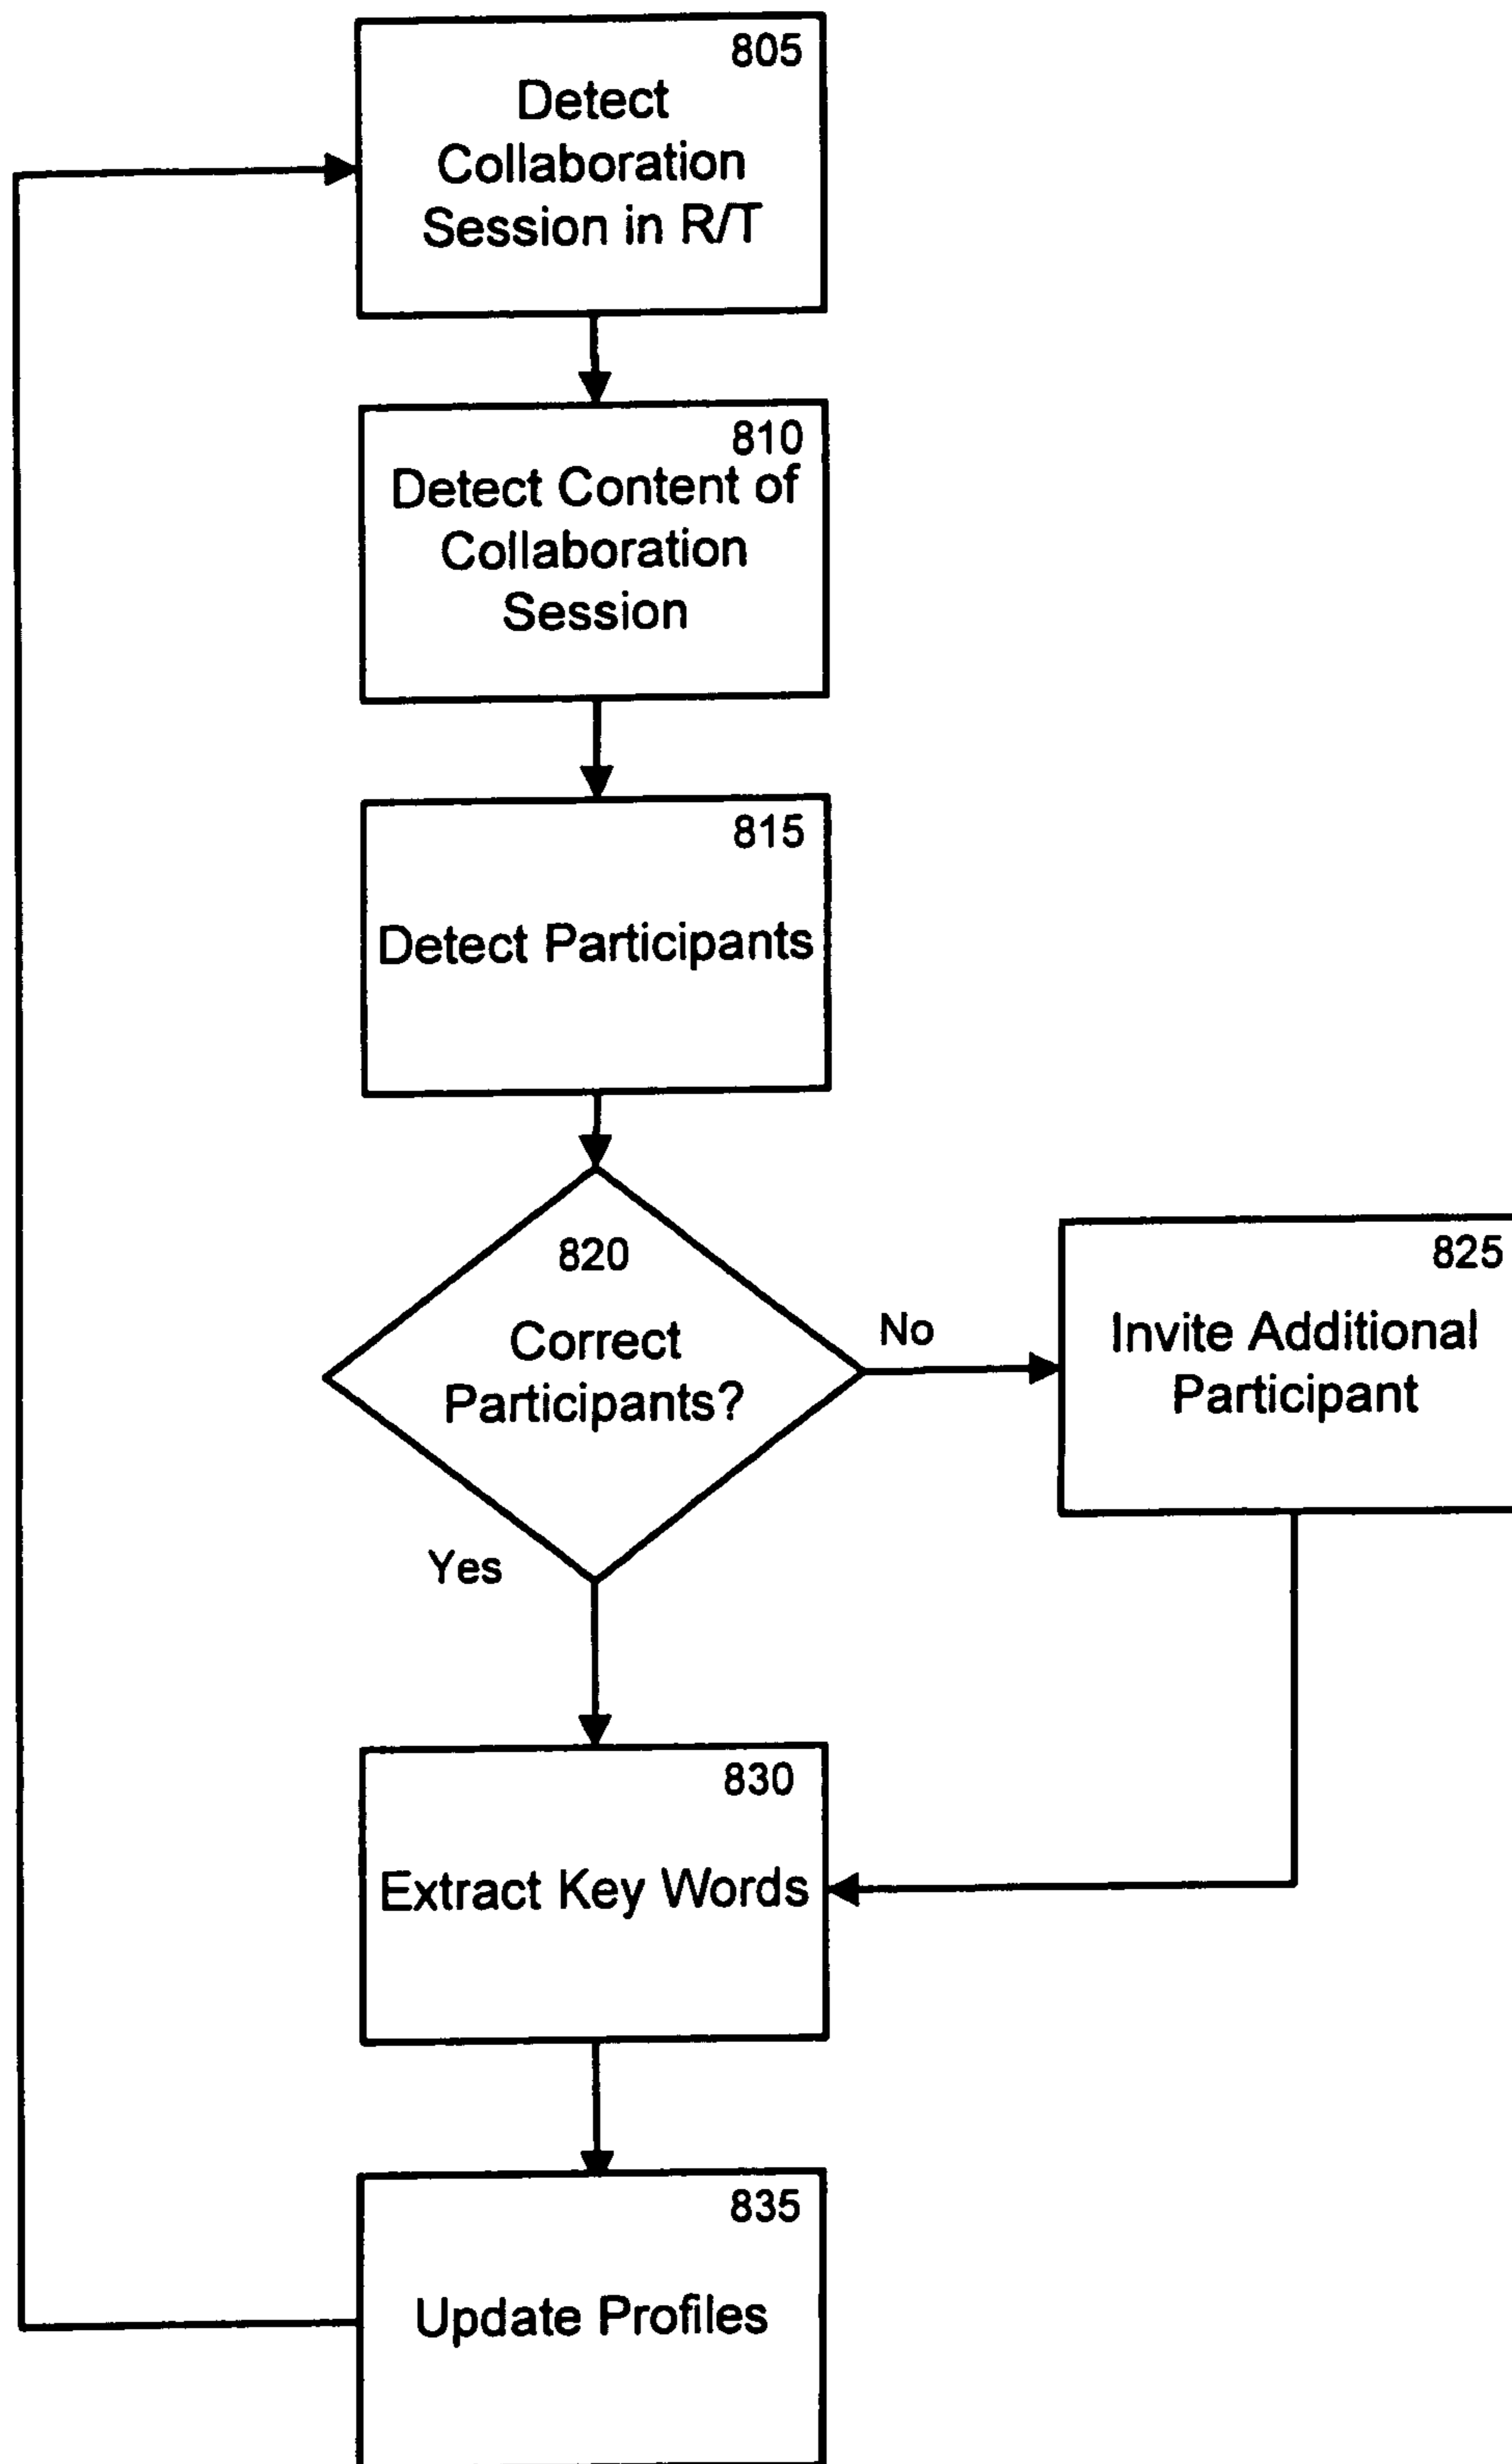 805
Detect
Collaboration
Session in R/T
810
Detect Content of
Collaboration
Session
815
Detect Participants
820
Correct
Participants?
No
825
Invite Additional
Participant
Yes
830
Extract Key Words
835
Update Profiles